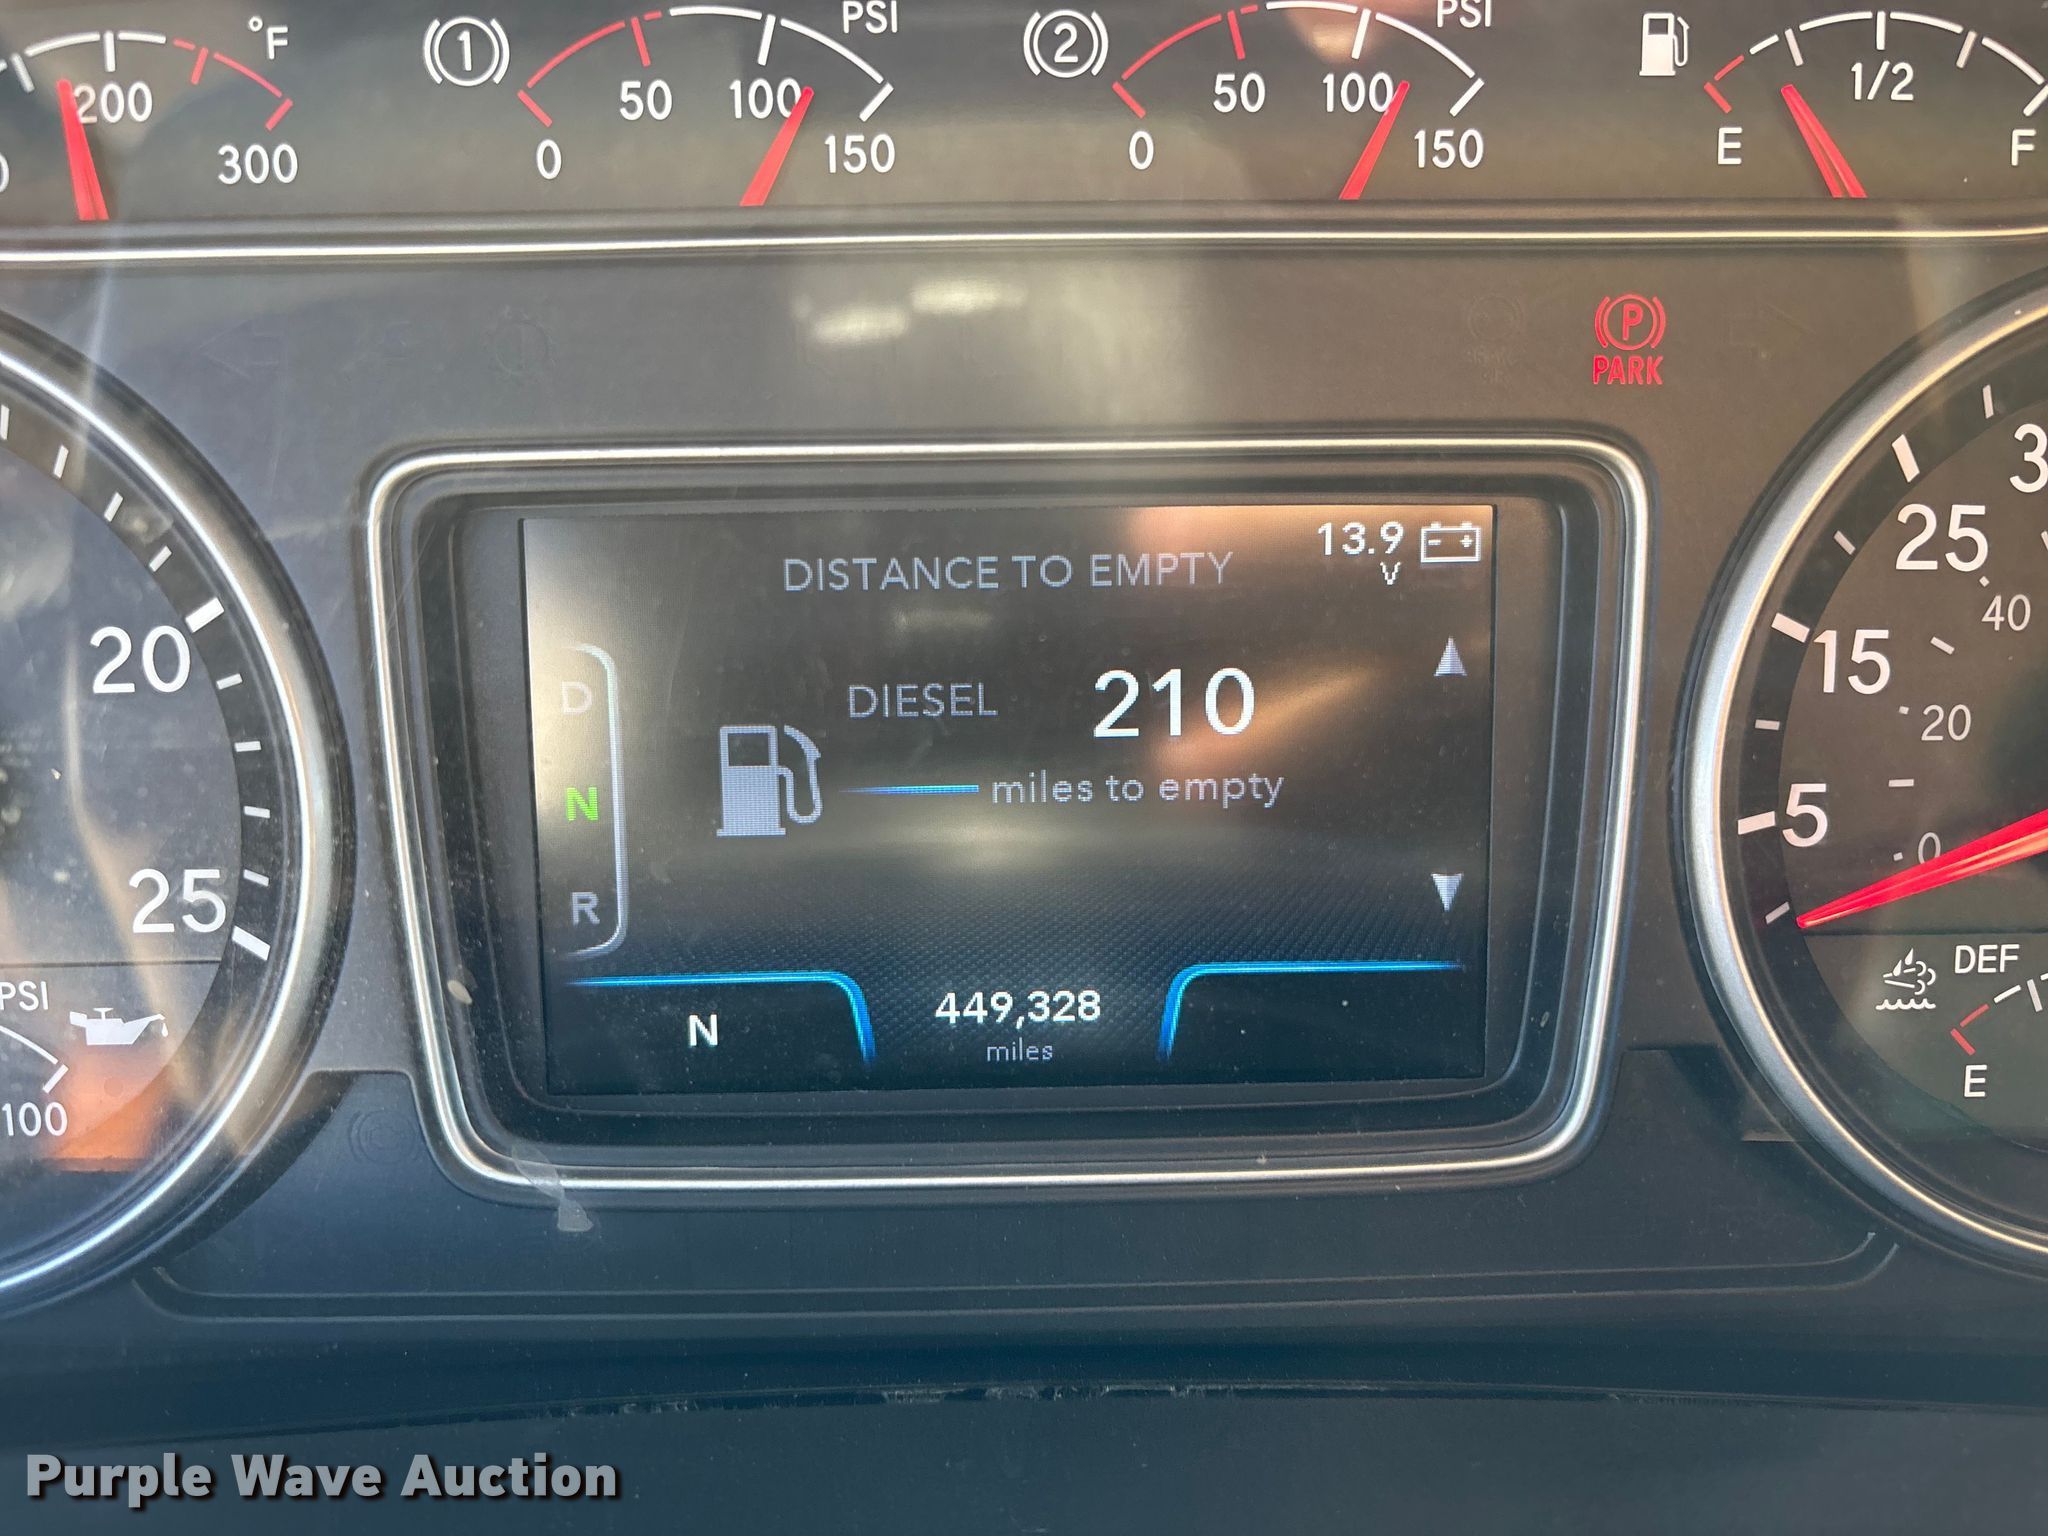 °F
200
300
1
PSI
0
50
100
150
2
PSI
0
50
100
150
E
1/2
F
P
PARK
20
25
PSI
100
DISTANCE TO EMPTY
13.9
V
D
N
R
DIESEL
210
miles to empty
N
449,328
miles
25
15
5
40
20
0
DEF
E
Purple Wave Auction